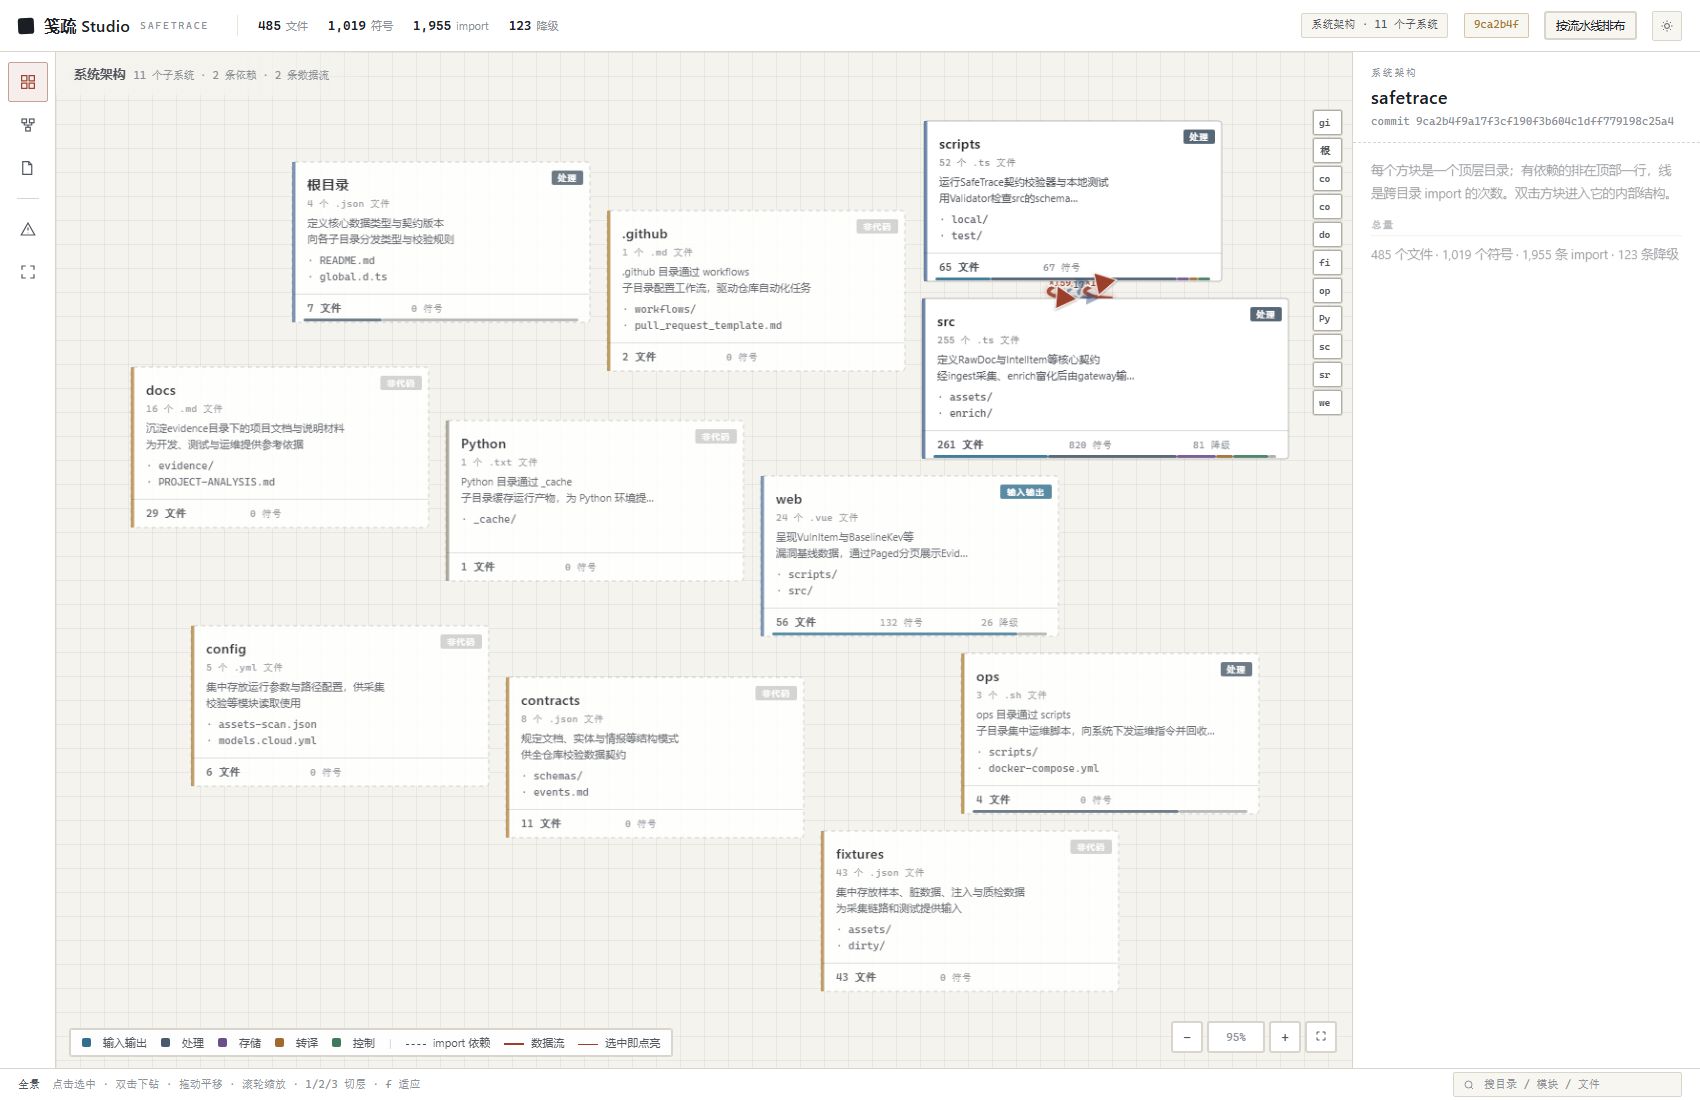 笺疏 Studio SAFETRACE 485 文件 1,019 符号 1,955 import 123 降级
系统架构 · 11 个子系统 9ca2b4f 按流水线排布
系统架构 11 个子系统 · 2 条依赖 · 2 条数据流
根目录 处理
4 个 .json 文件
定义核心数据类型与契约版本
向各子目录分发类型与校验规则
· README.md
· global.d.ts
7 文件 0 符号
.github 非代码
1 个 .md 文件
.github 目录通过 workflows
子目录配置工作流，驱动仓库自动化任务
· workflows/
· pull_request_template.md
2 文件 0 符号
scripts 处理
52 个 .ts 文件
运行SafeTrace契约校验器与本地测试
用Validator检查src的schema...
· local/
· test/
65 文件 67 符号
src 处理
255 个 .ts 文件
定义RawDoc与IntelItem等核心契约
经ingest采集、enrich富化后由gateway输...
· assets/
· enrich/
261 文件 820 符号 81 降级
docs 非代码
16 个 .md 文件
沉淀evidence目录下的项目文档与说明材料
为开发、测试与运维提供参考依据
· evidence/
· PROJECT-ANALYSIS.md
29 文件 0 符号
Python 非代码
1 个 .txt 文件
Python 目录通过 _cache
子目录缓存运行产物，为 Python 环境提...
· _cache/
1 文件 0 符号
web 输入输出
24 个 .vue 文件
呈现VulnItem与BaselineKev等
漏洞基线数据，通过Paged分页展示Evid...
· scripts/
· src/
56 文件 132 符号 26 降级
config 非代码
5 个 .yml 文件
集中存放运行参数与路径配置，供采集
校验等模块读取使用
· assets-scan.json
· models.cloud.yml
6 文件 0 符号
contracts 非代码
8 个 .json 文件
规定文档、实体与情报等结构模式
供全仓库校验数据契约
· schemas/
· events.md
11 文件 0 符号
ops 处理
3 个 .sh 文件
ops 目录通过 scripts
子目录集中运维脚本，向系统下发运维指令并回收...
· scripts/
· docker-compose.yml
4 文件 0 符号
fixtures 非代码
43 个 .json 文件
集中存放样本、脏数据、注入与质检数据
为采集链路和测试提供输入
· assets/
· dirty/
43 文件 0 符号
gi
根
co
co
do
fi
op
Py
sc
sr
we
系统架构
safetrace
commit 9ca2b4f9a17f3cf190f3b604c1dff779198c25a4
每个方块是一个顶层目录；有依赖的排在顶部一行，线
是跨目录 import 的次数。双击方块进入它的内部结构。
总量
485 个文件 · 1,019 个符号 · 1,955 条 import · 123 条降级
输入输出 处理 存储 转译 控制 import 依赖 数据流 选中即点亮
− 95% +
全景 点击选中 · 双击下钻 · 拖动平移 · 滚轮缩放 · 1/2/3 切层 · f 适应
搜目录 / 模块 / 文件